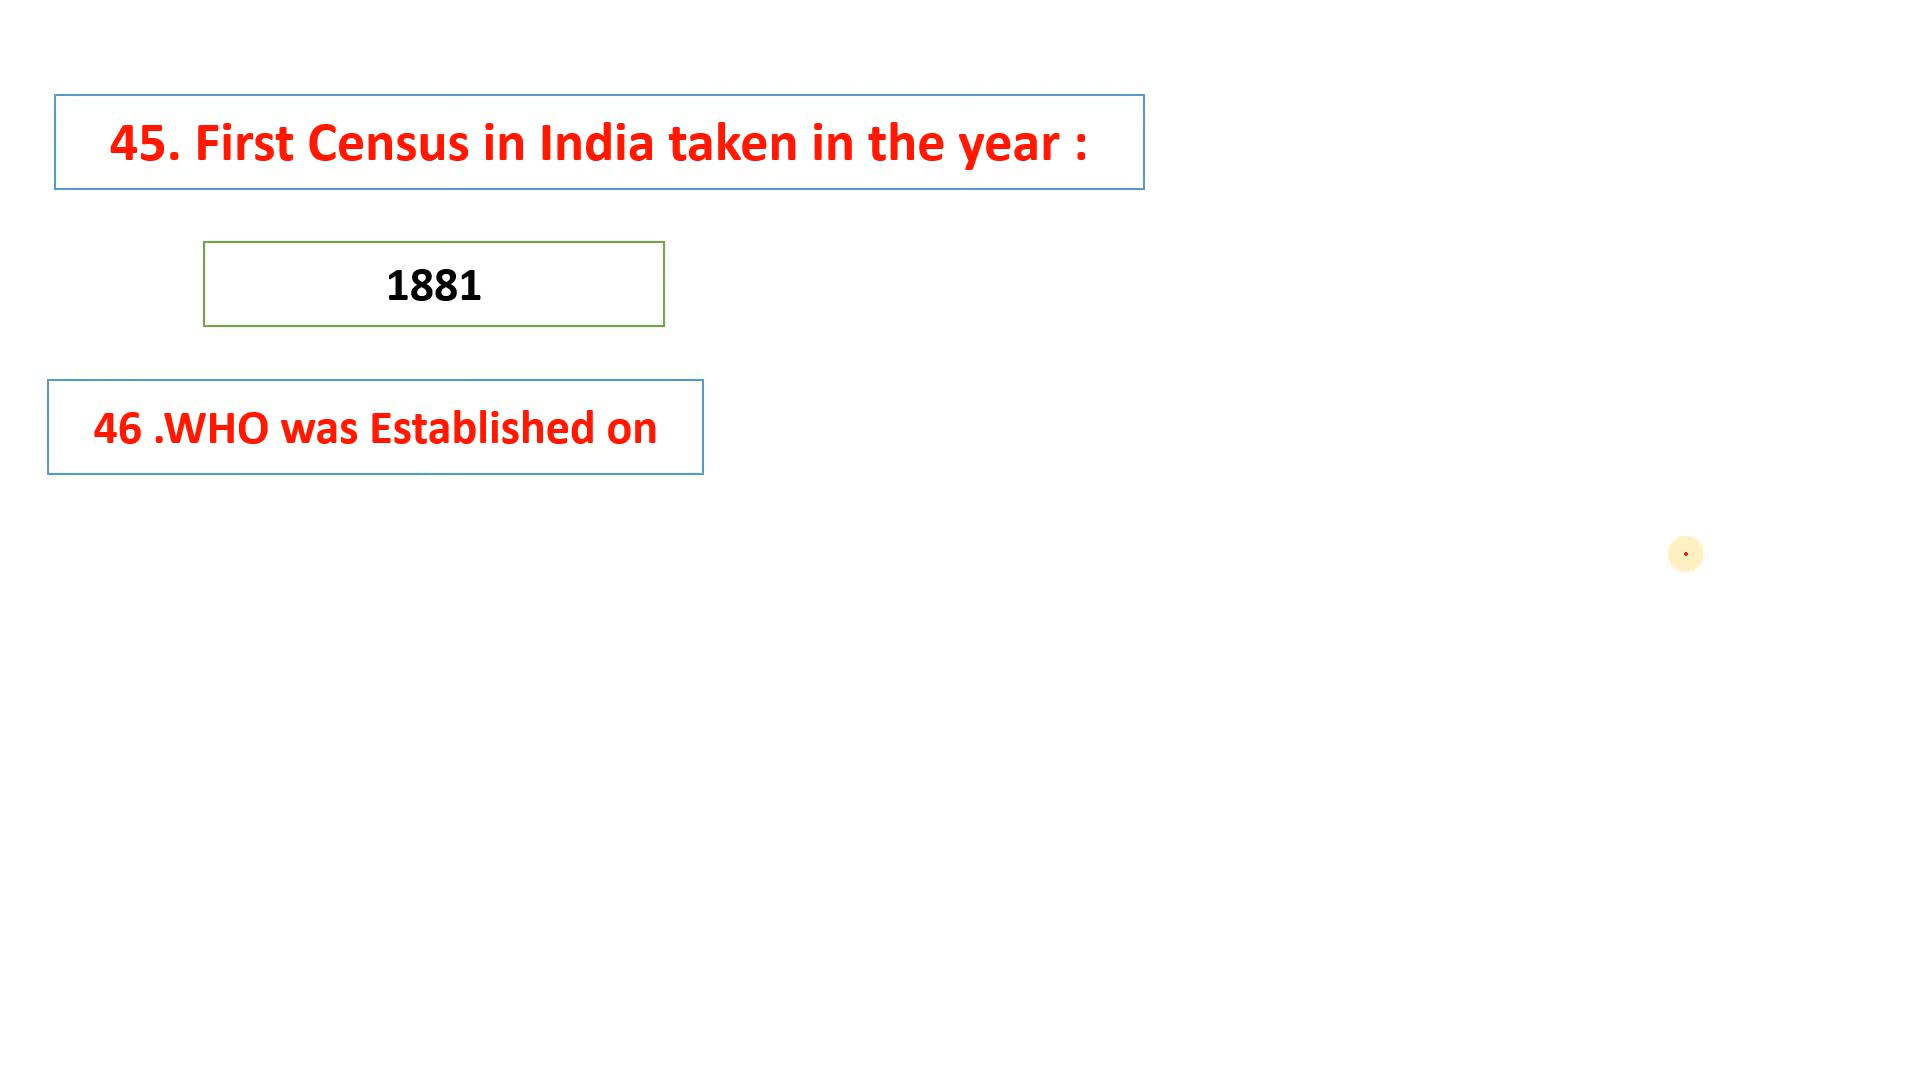 45. First Census in India taken in the year :
1881
46 .WHO was Established on